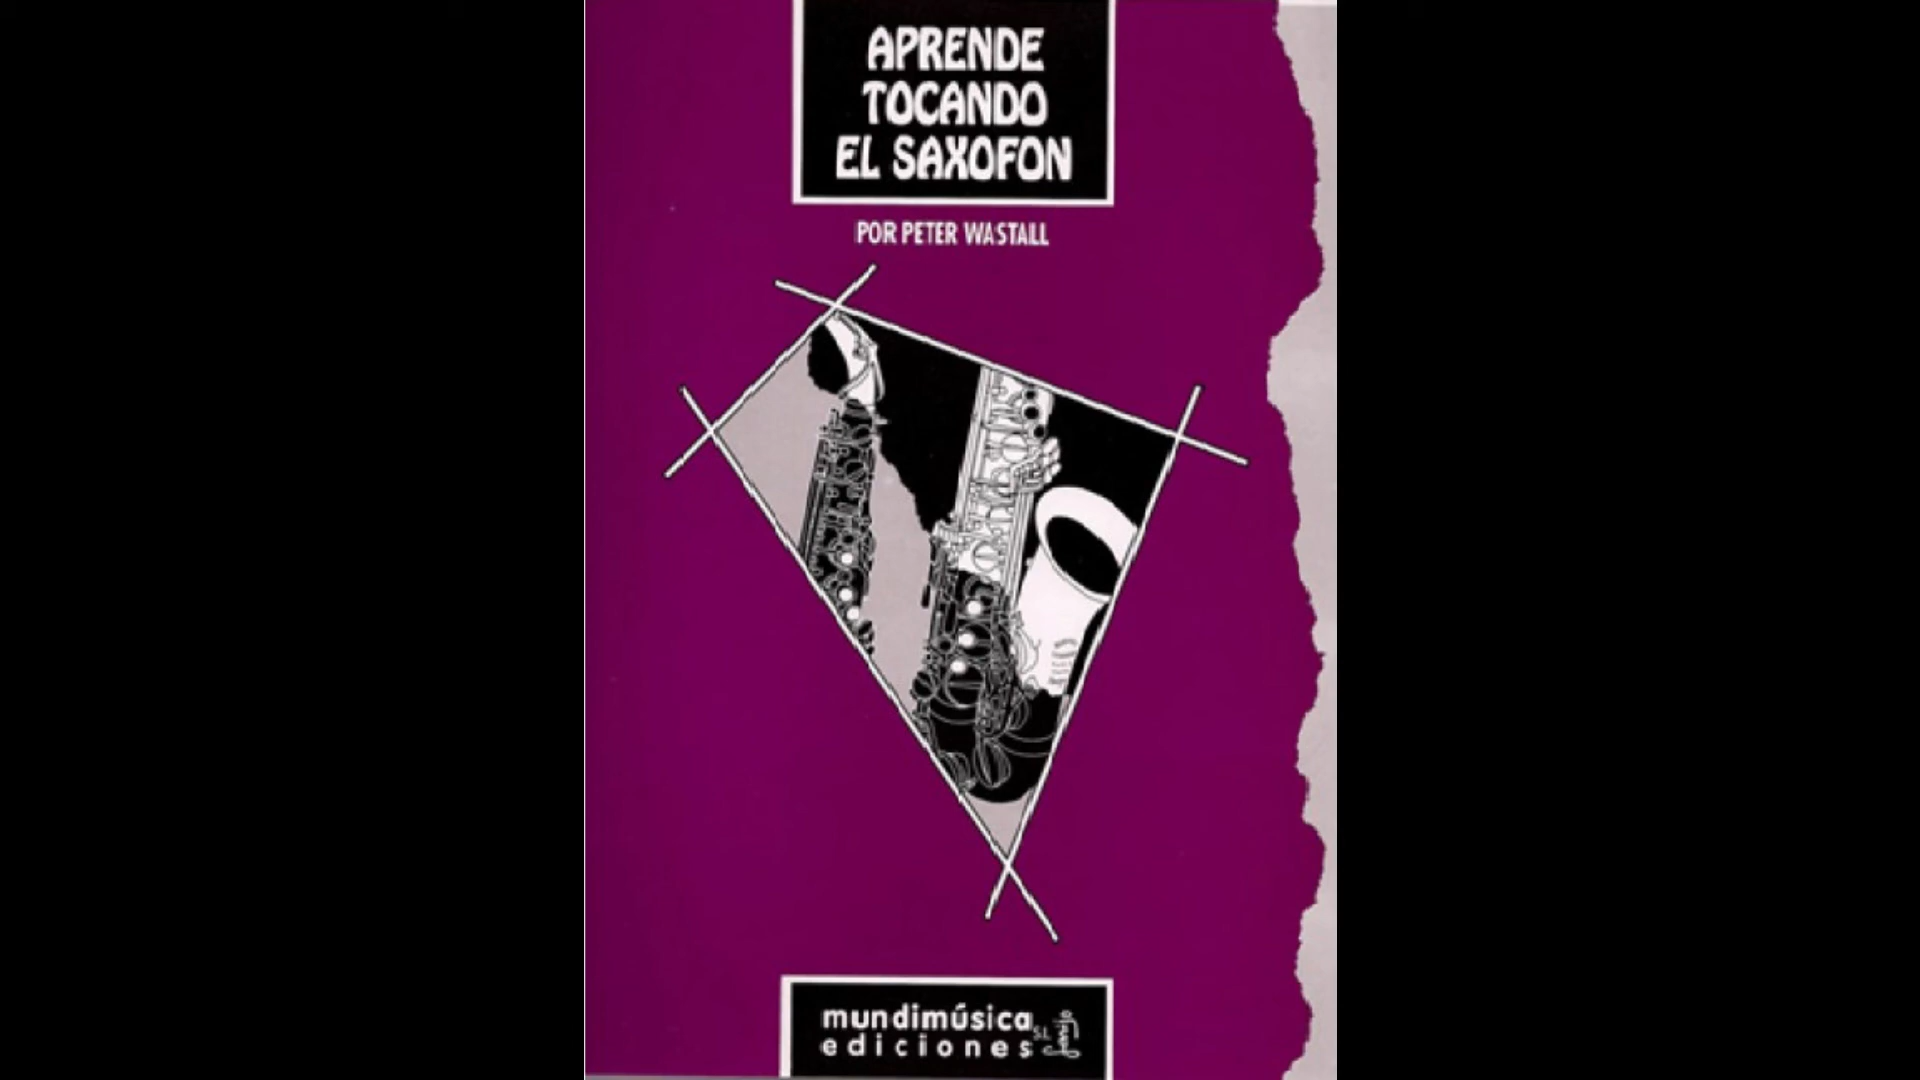 APRENDE
TOCANDO
EL SAXOFON
POR PETER WASTALL
mundimúsica
ediciones